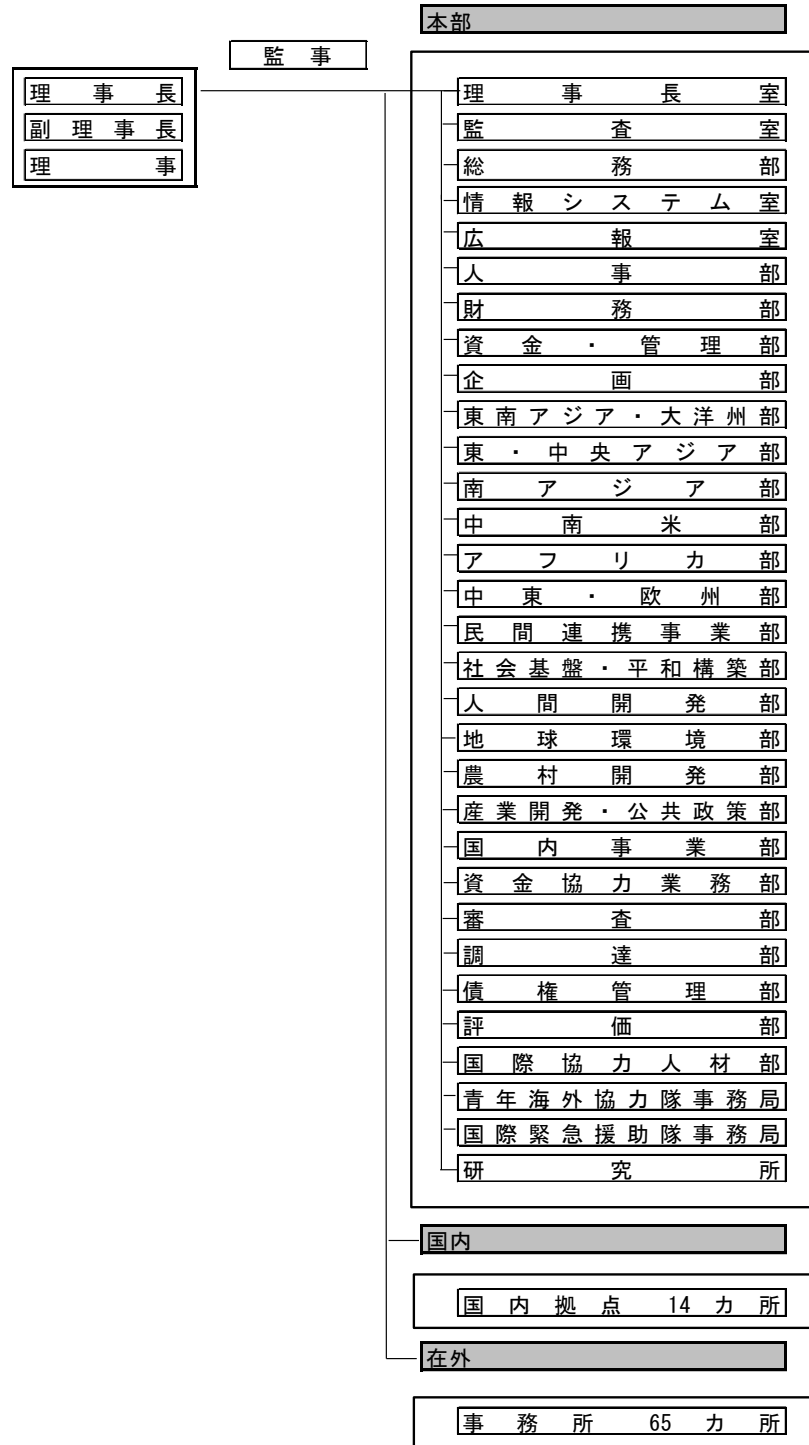 本部
監 事
理 事 長
副 理 事 長
理 事
理 事 長 室
監 査 室
総 務 部
情 報 シ ス テ ム 室
広 報 室
人 事 部
財 務 部
資 金 ・ 管 理 部
企 画 部
東 南 ア ジ ア ・ 大 洋 州 部
東 ・ 中 央 ア ジ ア 部
南 ア ジ ア 部
中 南 米 部
ア フ リ カ 部
中 東 ・ 欧 州 部
民 間 連 携 事 業 部
社 会 基 盤 ・ 平 和 構 築 部
人 間 開 発 部
地 球 環 境 部
農 村 開 発 部
産 業 開 発 ・ 公 共 政 策 部
国 内 事 業 部
資 金 協 力 業 務 部
審 査 部
調 達 部
債 権 管 理 部
評 価 部
国 際 協 力 人 材 部
青 年 海 外 協 力 隊 事 務 局
国 際 緊 急 援 助 隊 事 務 局
研 究 所
国内
国 内 拠 点 14 カ 所
在外
事 務 所 65 カ 所